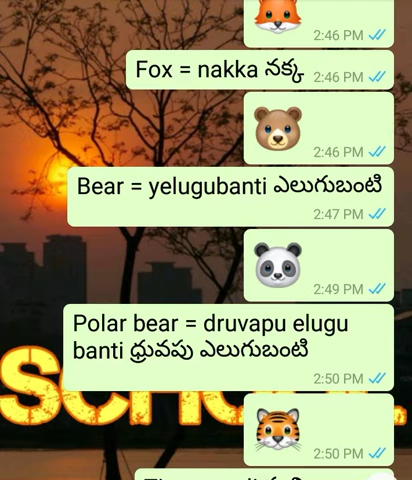 2:46 PM
Fox = nakka నక్క 2:46 PM
2:46 PM
Bear = yelugubanti ఎలుగుబంటి
2:47 PM
2:49 PM
Polar bear = druvapu elugu
banti ధ్రువపు ఎలుగుబంటి
2:50 PM
SCHOOL
2:50 PM